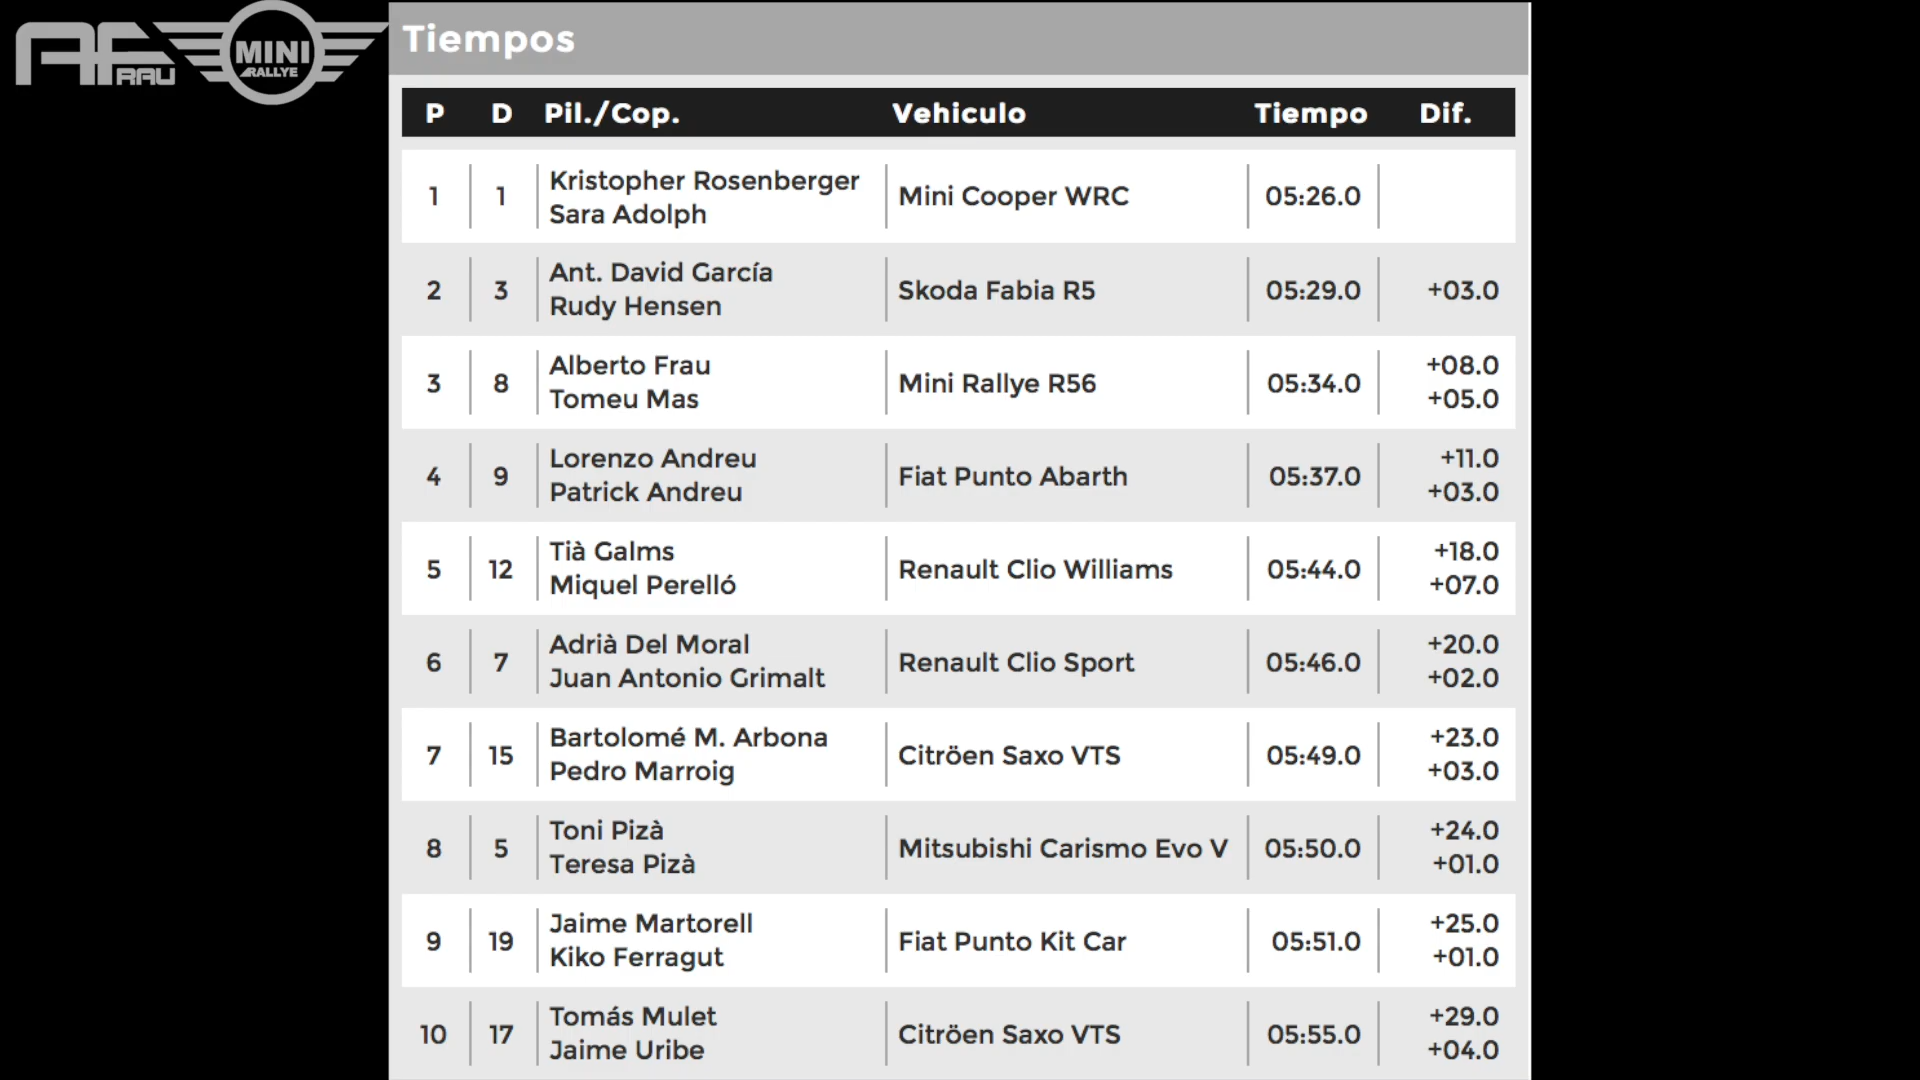 AFRAU MINI RALLYE
Tiempos
P D Pil./Cop. Vehiculo Tiempo Dif.
1 1 Kristopher Rosenberger Sara Adolph Mini Cooper WRC 05:26.0
2 3 Ant. David García Rudy Hensen Skoda Fabia R5 05:29.0 +03.0
3 8 Alberto Frau Tomeu Mas Mini Rallye R56 05:34.0 +08.0 +05.0
4 9 Lorenzo Andreu Patrick Andreu Fiat Punto Abarth 05:37.0 +11.0 +03.0
5 12 Tià Galms Miquel Perelló Renault Clio Williams 05:44.0 +18.0 +07.0
6 7 Adrià Del Moral Juan Antonio Grimalt Renault Clio Sport 05:46.0 +20.0 +02.0
7 15 Bartolomé M. Arbona Pedro Marroig Citröen Saxo VTS 05:49.0 +23.0 +03.0
8 5 Toni Pizà Teresa Pizà Mitsubishi Carismo Evo V 05:50.0 +24.0 +01.0
9 19 Jaime Martorell Kiko Ferragut Fiat Punto Kit Car 05:51.0 +25.0 +01.0
10 17 Tomás Mulet Jaime Uribe Citröen Saxo VTS 05:55.0 +29.0 +04.0